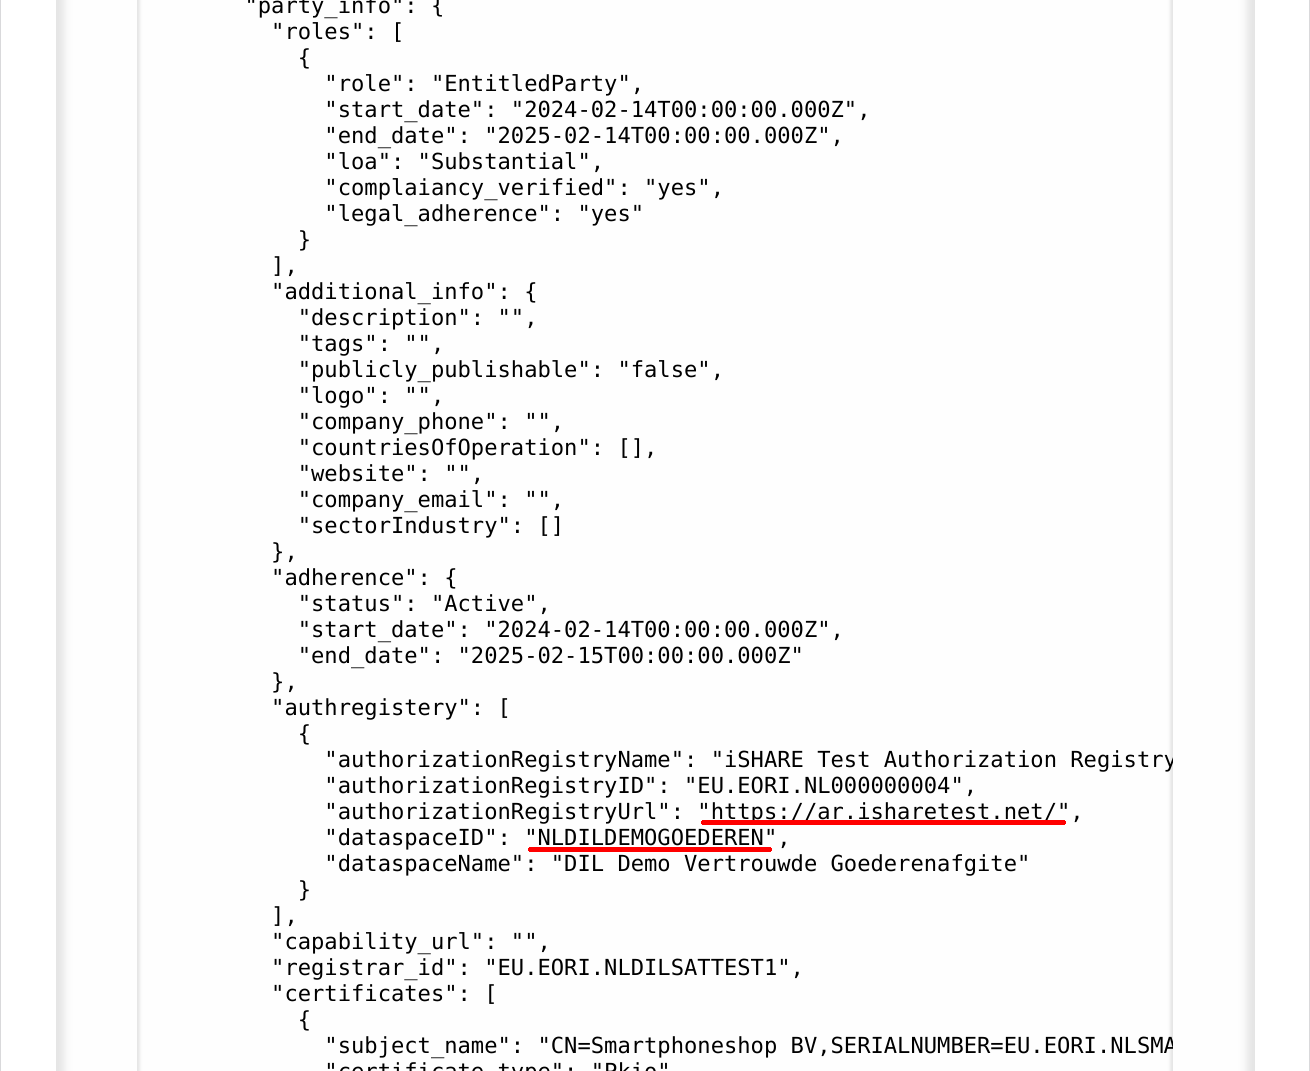 "party_info": {
"roles": [
{
"role": "EntitledParty",
"start_date": "2024-02-14T00:00:00.000Z",
"end_date": "2025-02-14T00:00:00.000Z",
"loa": "Substantial",
"complaiancy_verified": "yes",
"legal_adherence": "yes"
}
],
"additional_info": {
"description": "",
"tags": "",
"publicly_publishable": "false",
"logo": "",
"company_phone": "",
"countriesOfOperation": [],
"website": "",
"company_email": "",
"sectorIndustry": []
},
"adherence": {
"status": "Active",
"start_date": "2024-02-14T00:00:00.000Z",
"end_date": "2025-02-15T00:00:00.000Z"
},
"authregistery": [
{
"authorizationRegistryName": "iSHARE Test Authorization Registry
"authorizationRegistryID": "EU.EORI.NL000000004",
"authorizationRegistryUrl": "https://ar.isharetest.net/",
"dataspaceID": "NLDILDEMOGOEDEREN",
"dataspaceName": "DIL Demo Vertrouwde Goederenafgite"
}
],
"capability_url": "",
"registrar_id": "EU.EORI.NLDILSATTEST1",
"certificates": [
{
"subject_name": "CN=Smartphoneshop BV,SERIALNUMBER=EU.EORI.NLSMA
"certificate_type": "Pkio"